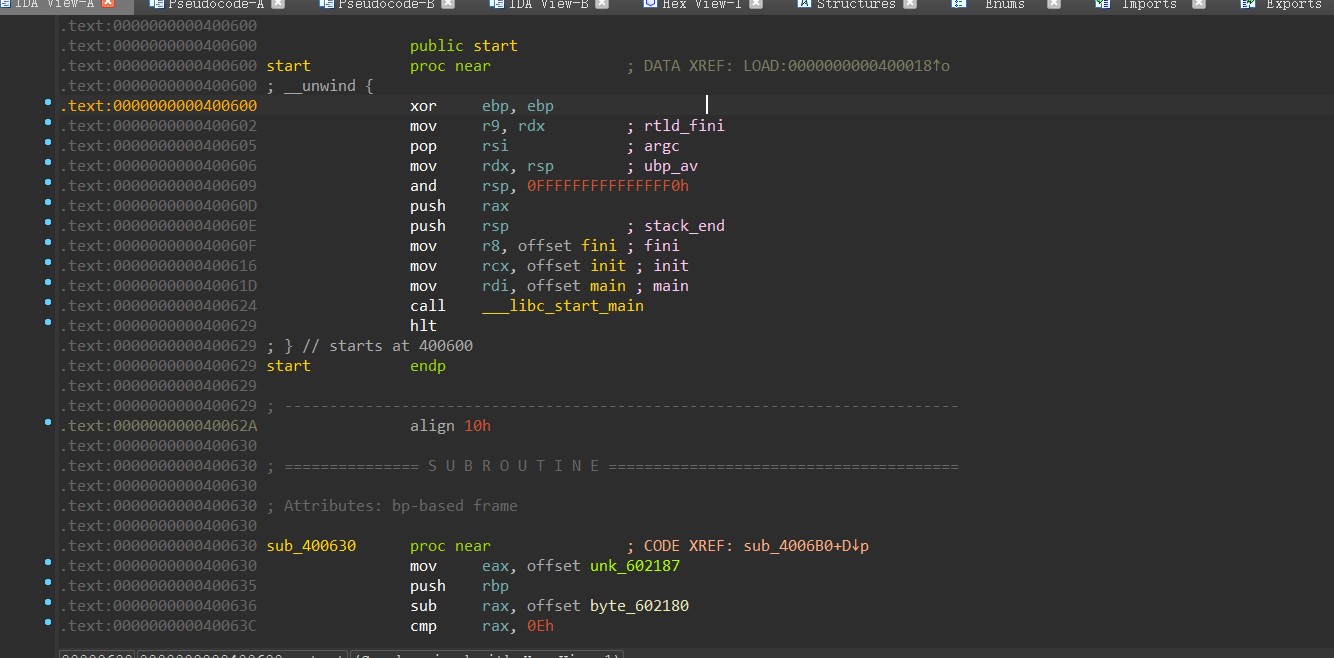 IDA View-A Pseudocode-A Pseudocode-B IDA View-B Hex View-1 Structures Enums Imports Exports
.text:0000000000400600
.text:0000000000400600 public start
.text:0000000000400600 start proc near ; DATA XREF: LOAD:0000000000400018↑o
.text:0000000000400600 ; __unwind {
.text:0000000000400600 xor ebp, ebp
.text:0000000000400602 mov r9, rdx ; rtld_fini
.text:0000000000400605 pop rsi ; argc
.text:0000000000400606 mov rdx, rsp ; ubp_av
.text:0000000000400609 and rsp, 0FFFFFFFFFFFFFFF0h
.text:000000000040060D push rax
.text:000000000040060E push rsp ; stack_end
.text:000000000040060F mov r8, offset fini ; fini
.text:0000000000400616 mov rcx, offset init ; init
.text:000000000040061D mov rdi, offset main ; main
.text:0000000000400624 call ___libc_start_main
.text:0000000000400629 hlt
.text:0000000000400629 ; } // starts at 400600
.text:0000000000400629 start endp
.text:0000000000400629
.text:0000000000400629 ; ---------------------------------------------------------------------------
.text:000000000040062A align 10h
.text:0000000000400630
.text:0000000000400630 ; =============== S U B R O U T I N E =======================================
.text:0000000000400630
.text:0000000000400630 ; Attributes: bp-based frame
.text:0000000000400630
.text:0000000000400630 sub_400630 proc near ; CODE XREF: sub_4006B0+D↓p
.text:0000000000400630 mov eax, offset unk_602187
.text:0000000000400635 push rbp
.text:0000000000400636 sub rax, offset byte_602180
.text:000000000040063C cmp rax, 0Eh